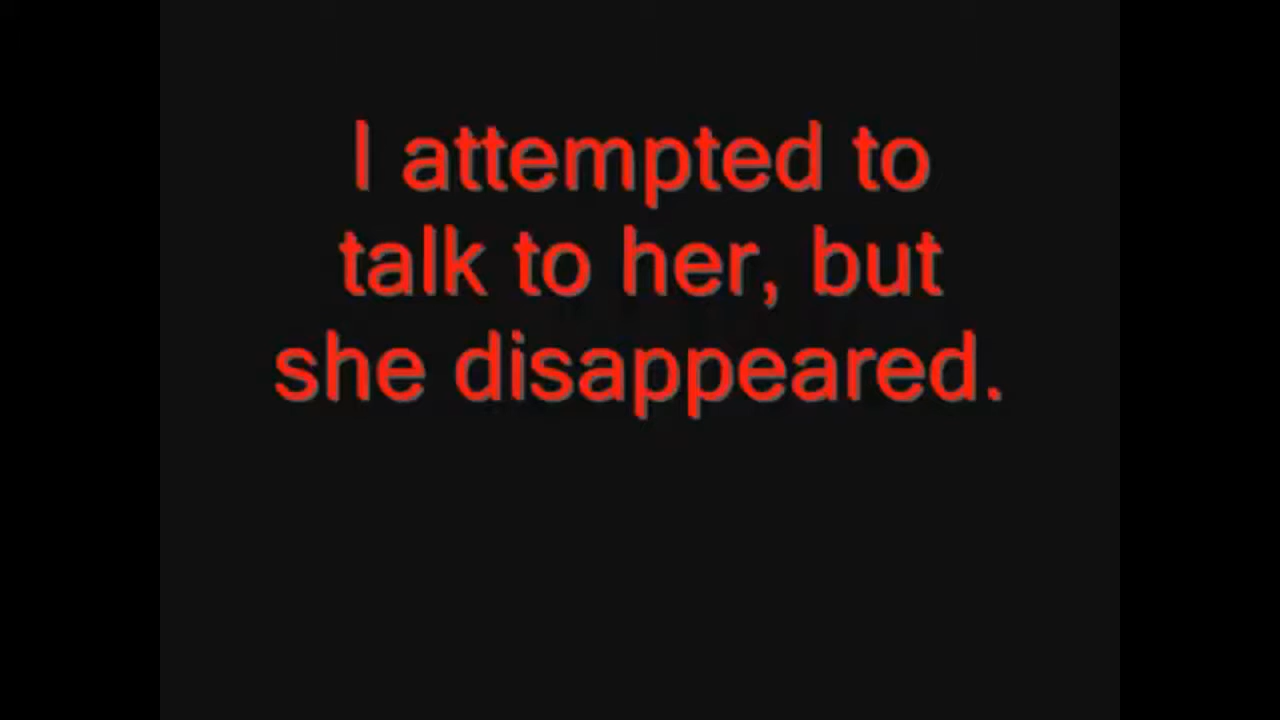 I attempted to
talk to her, but
she disappeared.